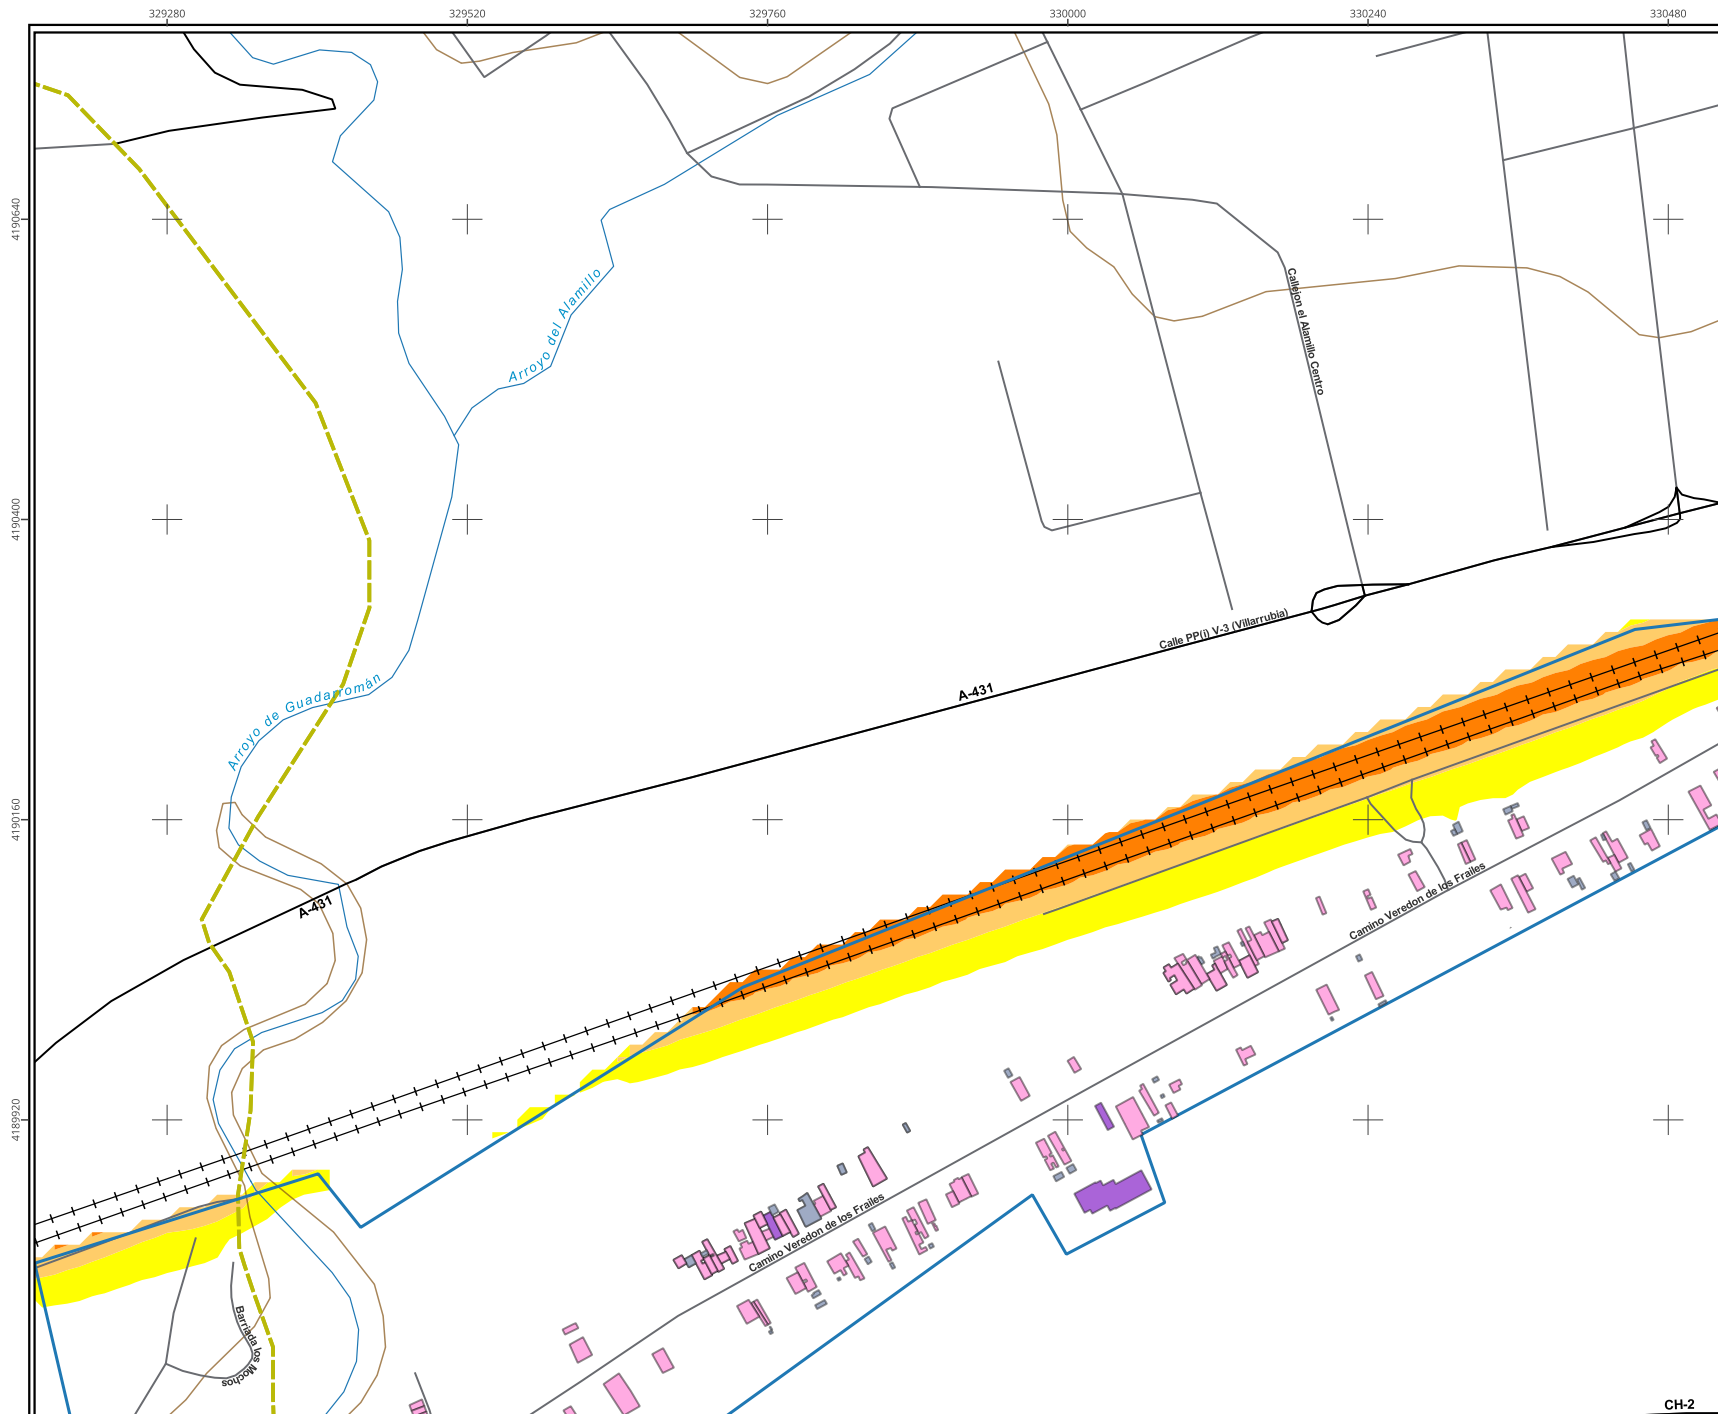 329280 329520 329760 330000 330240 330480
4190640
4190400
4190160
4189920
Arroyo del Alamillo
Callejon el Alamillo Centro
Calle PP(i) V-3 (Villarrubia)
A-431
Arroyo de Guadarromán
A-431
Camino Veredon de los Frailes
Camino Veredon de los Frailes
Barriada los Mochos
CH-2